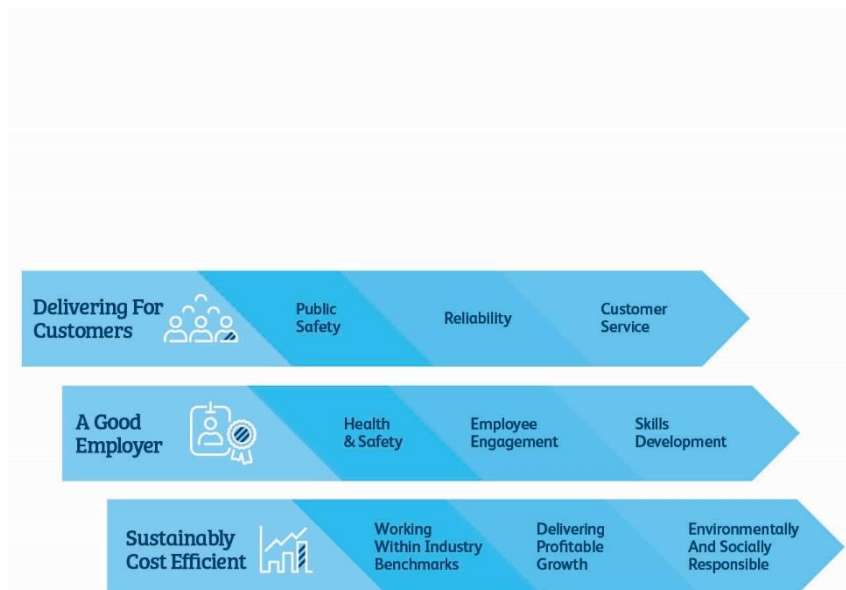 Delivering For
Customers
Public
Safety
Reliability
Customer
Service
A Good
Employer
Health
& Safety
Employee
Engagement
Skills
Development
Sustainably
Cost Efficient
Working
Within Industry
Benchmarks
Delivering
Profitable
Growth
Environmentally
And Socially
Responsible